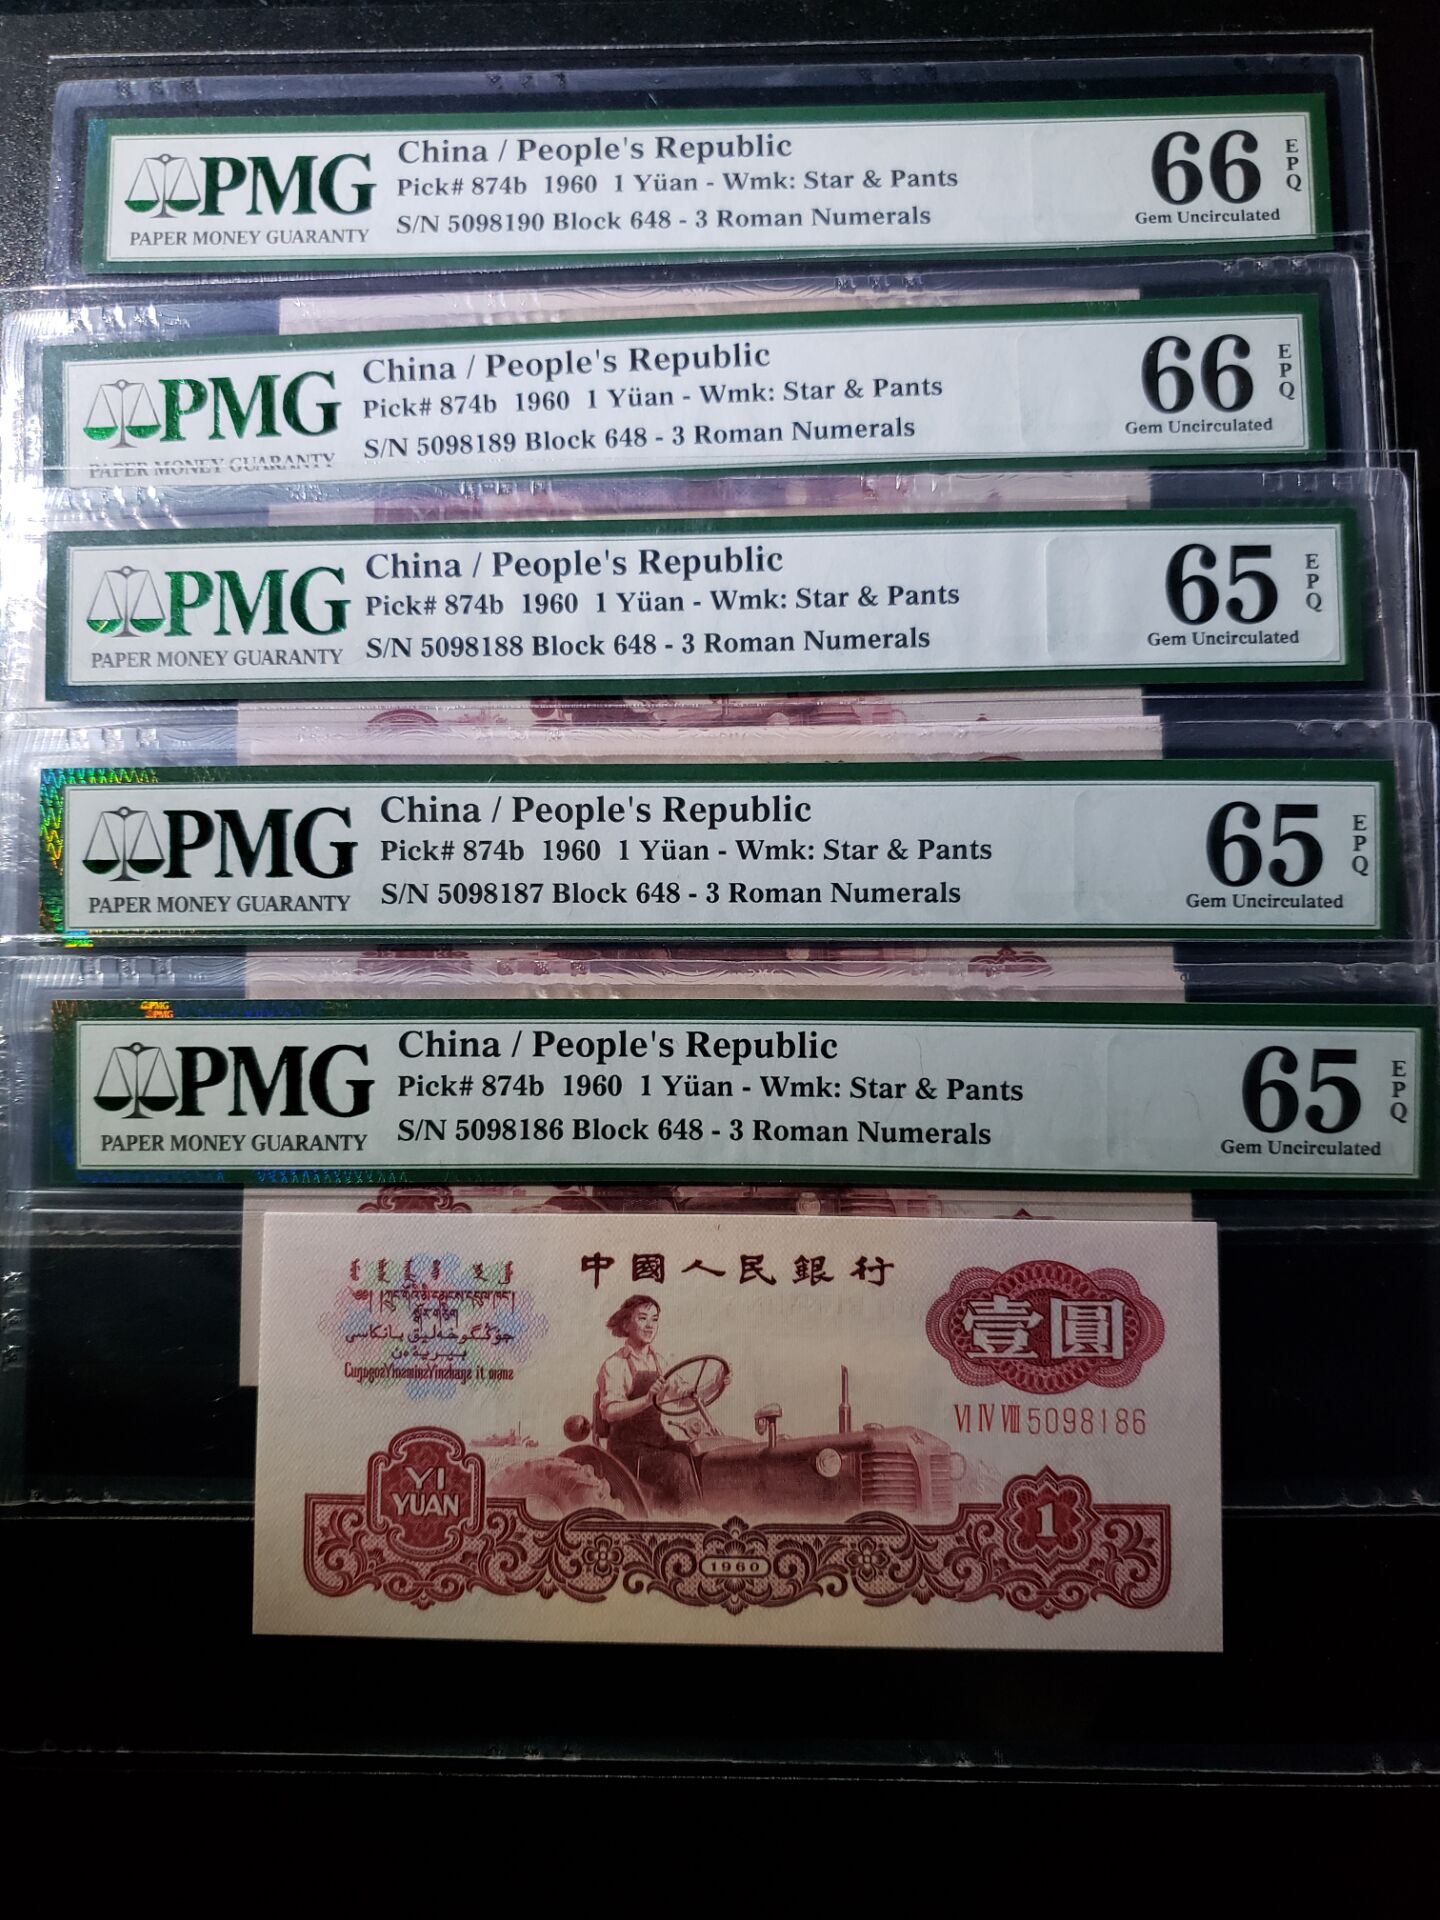 PMG
PAPER MONEY GUARANTY
China / People's Republic
Pick# 874b 1960 1 Yüan - Wmk: Star & Pants
S/N 5098190 Block 648 - 3 Roman Numerals
66 EPQ
Gem Uncirculated
PMG
PAPER MONEY GUARANTY
China / People's Republic
Pick# 874b 1960 1 Yüan - Wmk: Star & Pants
S/N 5098189 Block 648 - 3 Roman Numerals
66 EPQ
Gem Uncirculated
PMG
PAPER MONEY GUARANTY
China / People's Republic
Pick# 874b 1960 1 Yüan - Wmk: Star & Pants
S/N 5098188 Block 648 - 3 Roman Numerals
65 EPQ
Gem Uncirculated
PMG
PAPER MONEY GUARANTY
China / People's Republic
Pick# 874b 1960 1 Yüan - Wmk: Star & Pants
S/N 5098187 Block 648 - 3 Roman Numerals
65 EPQ
Gem Uncirculated
PMG
PMG
PMG
PAPER MONEY GUARANTY
China / People's Republic
Pick# 874b 1960 1 Yüan - Wmk: Star & Pants
S/N 5098186 Block 648 - 3 Roman Numerals
65 EPQ
Gem Uncirculated
中國人民銀行
壹圓
VI IV VIII 5098186
YI
YUAN
1960
1